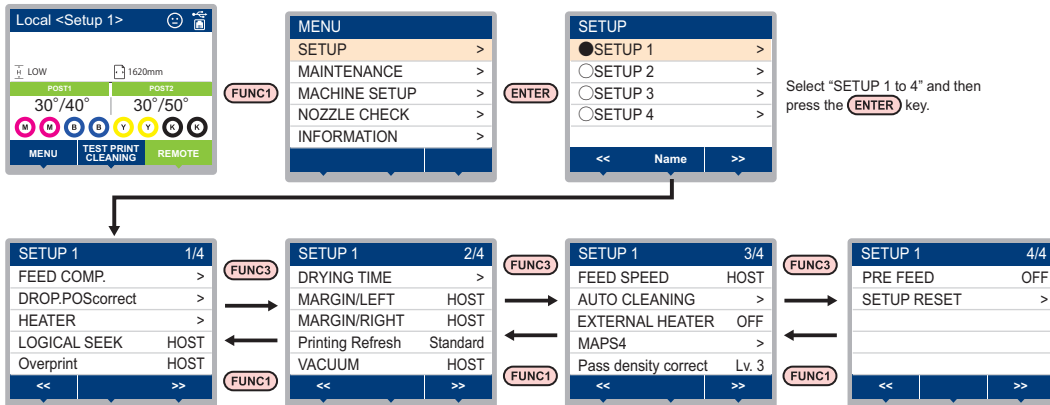 Local <Setup 1>
H LOW
1620mm
POST1
POST2
30°/40°
30°/50°
M M B B Y Y K K
MENU
TEST PRINT
CLEANING
REMOTE
FUNC1
MENU
SETUP >
MAINTENANCE >
MACHINE SETUP >
NOZZLE CHECK >
INFORMATION >
ENTER
SETUP
SETUP 1 >
SETUP 2 >
SETUP 3 >
SETUP 4 >
<< Name >>
Select “SETUP 1 to 4” and then
press the ENTER key.
SETUP 1 1/4
FEED COMP. >
DROP.POScorrect >
HEATER >
LOGICAL SEEK HOST
Overprint HOST
<< >>
FUNC3
FUNC1
SETUP 1 2/4
DRYING TIME >
MARGIN/LEFT HOST
MARGIN/RIGHT HOST
Printing Refresh Standard
VACUUM HOST
<< >>
FUNC3
FUNC1
SETUP 1 3/4
FEED SPEED HOST
AUTO CLEANING >
EXTERNAL HEATER OFF
MAPS4 >
Pass density correct Lv. 3
<< >>
FUNC3
FUNC1
SETUP 1 4/4
PRE FEED OFF
SETUP RESET >
<< >>